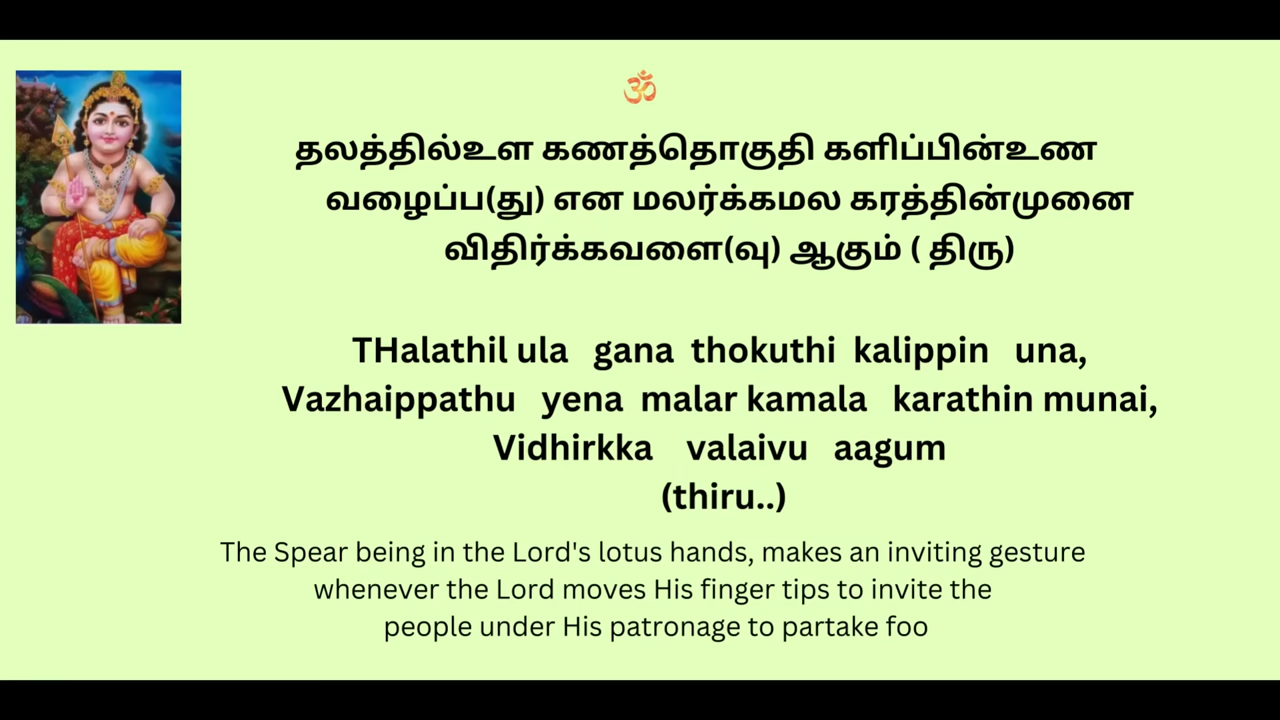 ॐ
தலத்தில்உள கணத்தொகுதி களிப்பின்உண
வழைப்ப(து) என மலர்க்கமல கரத்தின்முனை
விதிர்க்கவளை(வு) ஆகும் ( திரு)
THalathil ula gana thokuthi kalippin una,
Vazhaippathu yena malar kamala karathin munai,
Vidhirkka valaivu aagum
(thiru..)
The Spear being in the Lord's lotus hands, makes an inviting gesture
whenever the Lord moves His finger tips to invite the
people under His patronage to partake foo